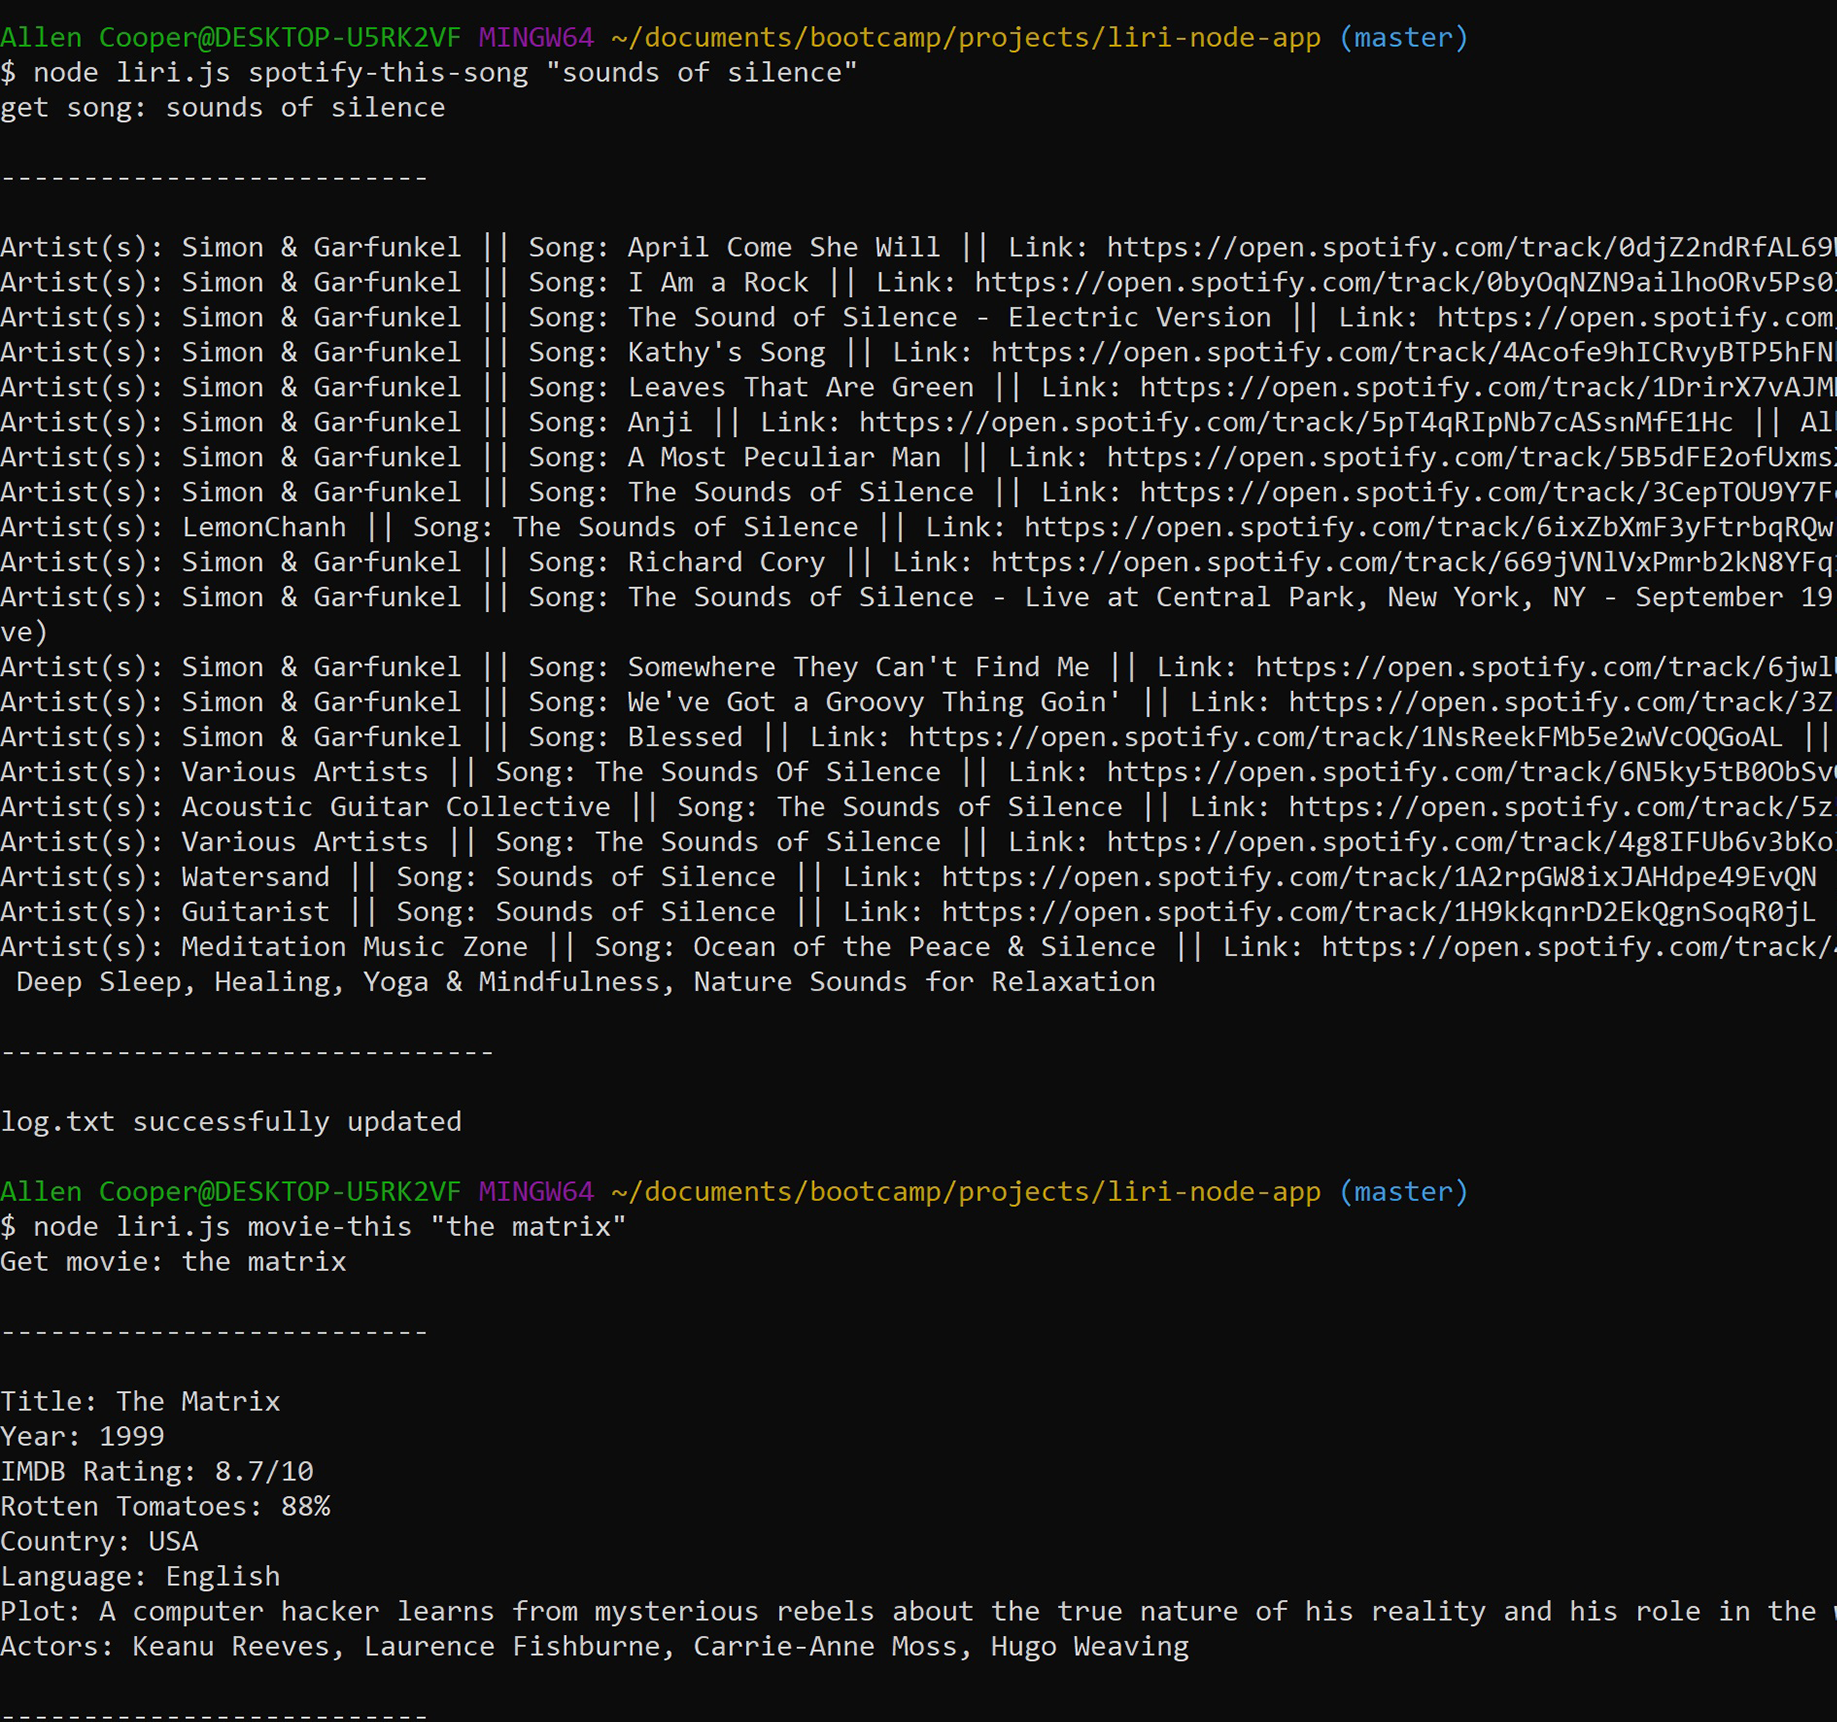 Allen Cooper@DESKTOP-U5RK2VF MINGW64 ~/documents/bootcamp/projects/liri-node-app (master)
$ node liri.js spotify-this-song "sounds of silence"
get song: sounds of silence
--------------------------
Artist(s): Simon & Garfunkel || Song: April Come She Will || Link: https://open.spotify.com/track/0djZ2ndRfAL69
Artist(s): Simon & Garfunkel || Song: I Am a Rock || Link: https://open.spotify.com/track/0byOqNZN9ailhoORv5Ps0
Artist(s): Simon & Garfunkel || Song: The Sound of Silence - Electric Version || Link: https://open.spotify.com
Artist(s): Simon & Garfunkel || Song: Kathy's Song || Link: https://open.spotify.com/track/4Acofe9hICRvyBTP5hFN
Artist(s): Simon & Garfunkel || Song: Leaves That Are Green || Link: https://open.spotify.com/track/1DrirX7vAJM
Artist(s): Simon & Garfunkel || Song: Anji || Link: https://open.spotify.com/track/5pT4qRIpNb7cASsnMfE1Hc || Al
Artist(s): Simon & Garfunkel || Song: A Most Peculiar Man || Link: https://open.spotify.com/track/5B5dFE2ofUxms
Artist(s): Simon & Garfunkel || Song: The Sounds of Silence || Link: https://open.spotify.com/track/3CepTOU9Y7F
Artist(s): LemonChanh || Song: The Sounds of Silence || Link: https://open.spotify.com/track/6ixZbXmF3yFtrbqRQw
Artist(s): Simon & Garfunkel || Song: Richard Cory || Link: https://open.spotify.com/track/669jVNlVxPmrb2kN8YFq
Artist(s): Simon & Garfunkel || Song: The Sounds of Silence - Live at Central Park, New York, NY - September 19
ve)
Artist(s): Simon & Garfunkel || Song: Somewhere They Can't Find Me || Link: https://open.spotify.com/track/6jwl
Artist(s): Simon & Garfunkel || Song: We've Got a Groovy Thing Goin' || Link: https://open.spotify.com/track/3Z
Artist(s): Simon & Garfunkel || Song: Blessed || Link: https://open.spotify.com/track/1NsReekFMb5e2wVcOQGoAL ||
Artist(s): Various Artists || Song: The Sounds Of Silence || Link: https://open.spotify.com/track/6N5ky5tB0ObSv
Artist(s): Acoustic Guitar Collective || Song: The Sounds of Silence || Link: https://open.spotify.com/track/5z
Artist(s): Various Artists || Song: The Sounds of Silence || Link: https://open.spotify.com/track/4g8IFUb6v3bKo
Artist(s): Watersand || Song: Sounds of Silence || Link: https://open.spotify.com/track/1A2rpGW8ixJAHdpe49EvQN
Artist(s): Guitarist || Song: Sounds of Silence || Link: https://open.spotify.com/track/1H9kkqnrD2EkQgnSoqR0jL
Artist(s): Meditation Music Zone || Song: Ocean of the Peace & Silence || Link: https://open.spotify.com/track/
Deep Sleep, Healing, Yoga & Mindfulness, Nature Sounds for Relaxation
------------------------------
log.txt successfully updated
Allen Cooper@DESKTOP-U5RK2VF MINGW64 ~/documents/bootcamp/projects/liri-node-app (master)
$ node liri.js movie-this "the matrix"
Get movie: the matrix
--------------------------
Title: The Matrix
Year: 1999
IMDB Rating: 8.7/10
Rotten Tomatoes: 88%
Country: USA
Language: English
Plot: A computer hacker learns from mysterious rebels about the true nature of his reality and his role in the
Actors: Keanu Reeves, Laurence Fishburne, Carrie-Anne Moss, Hugo Weaving
--------------------------